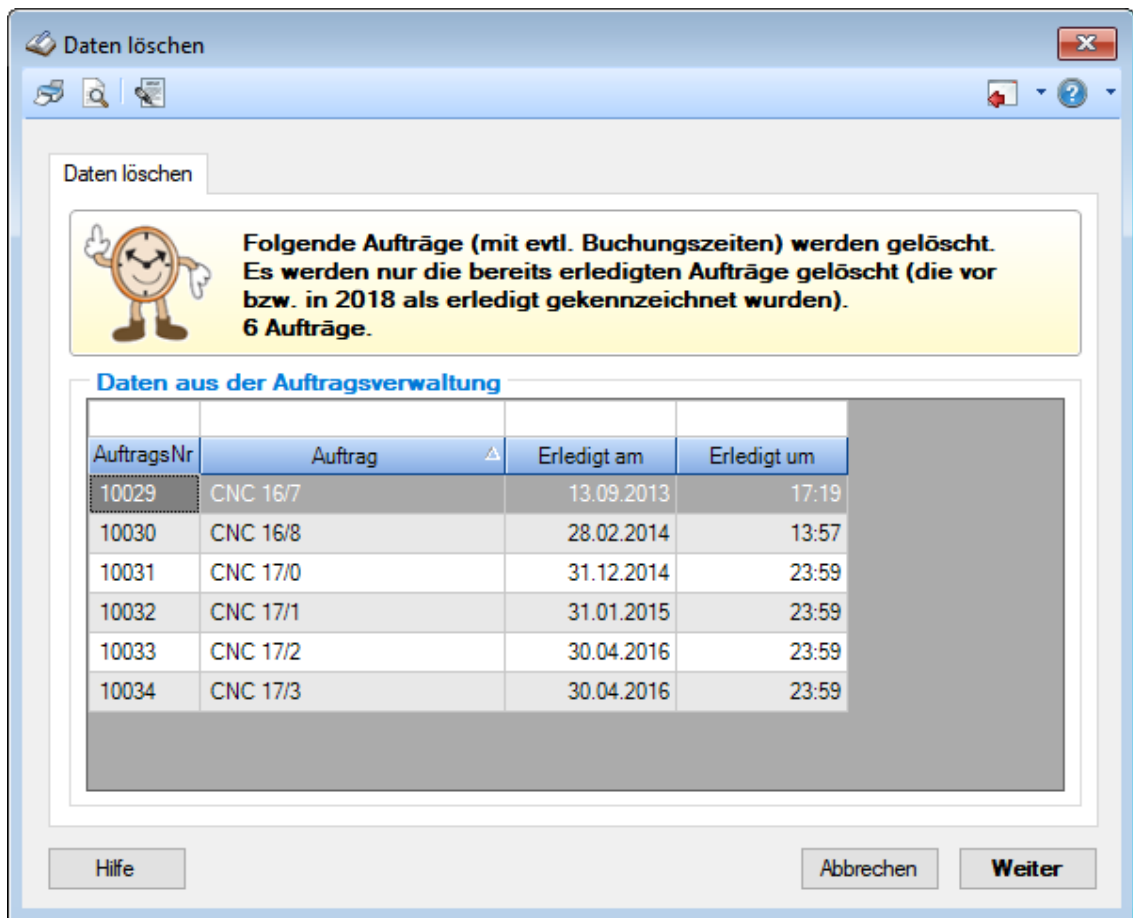 Daten löschen
Daten löschen
Folgende Aufträge (mit evtl. Buchungszeiten) werden gelöscht.
Es werden nur die bereits erledigten Aufträge gelöscht (die vor
bzw. in 2018 als erledigt gekennzeichnet wurden).
6 Aufträge.
Daten aus der Auftragsverwaltung
AuftragsNr Auftrag Erledigt am Erledigt um
10029 CNC 16/7 13.09.2013 17:19
10030 CNC 16/8 28.02.2014 13:57
10031 CNC 17/0 31.12.2014 23:59
10032 CNC 17/1 31.01.2015 23:59
10033 CNC 17/2 30.04.2016 23:59
10034 CNC 17/3 30.04.2016 23:59
Hilfe Abbrechen Weiter